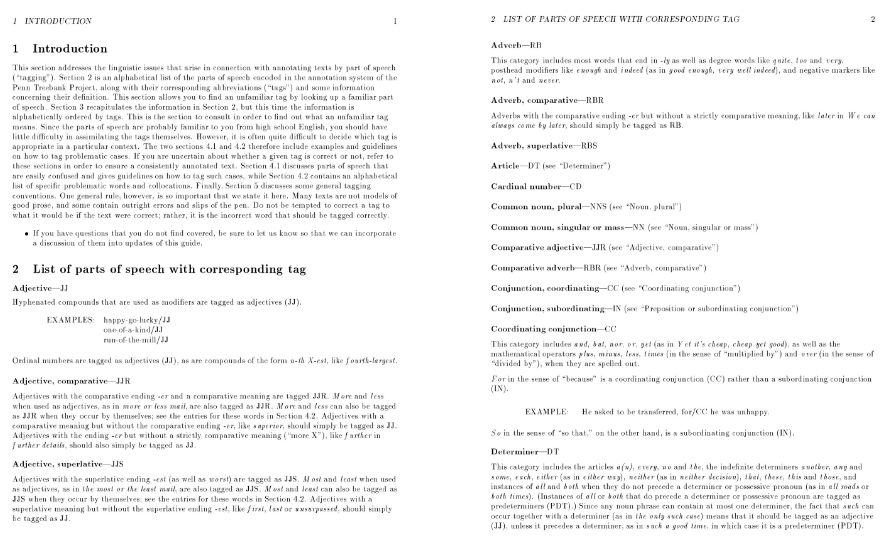 1 INTRODUCTION 1
1 Introduction
This section addresses the linguistic issues that arise in connection with annotating texts by part of speech
("tagging"). Section 2 is an alphabetical list of the parts of speech encoded in the annotation system of the
Penn Treebank Project, along with their corresponding abbreviations ("tags") and some information
concerning their definition. This section allows you to find an unfamiliar tag by looking up a familiar part
of speech. Section 3 recapitulates the information in Section 2, but this time the information is
alphabetically ordered by tags. This is the section to consult in order to find out what an unfamiliar tag
means. Since the parts of speech are probably familiar to you from high school English, you should have
little difficulty in assimilating the tags themselves. However, it is often quite difficult to decide which tag is
appropriate in a particular context. The two sections 4.1 and 4.2 therefore include examples and guidelines
on how to tag problematic cases. If you are uncertain about whether a given tag is correct or not, refer to
these sections in order to ensure a consistently annotated text. Section 4.1 discusses parts of speech that
are easily confused and gives guidelines on how to tag such cases, while Section 4.2 contains an alphabetical
list of specific problematic words and collocations. Finally, Section 5 discusses some general tagging
conventions. One general rule, however, is so important that we state it here. Many texts are not models of
good prose, and some contain outright errors and slips of the pen. Do not be tempted to correct a tag to
what it would be if the text were correct; rather, it is the incorrect word that should be tagged correctly.
• If you have questions that you do not find covered, be sure to let us know so that we can incorporate
a discussion of them into updates of this guide.
2 List of parts of speech with corresponding tag
Adjective—JJ
Hyphenated compounds that are used as modifiers are tagged as adjectives (JJ).
EXAMPLES: happy-go-lucky/JJ
one-of-a-kind/JJ
run-of-the-mill/JJ
Ordinal numbers are tagged as adjectives (JJ), as are compounds of the form n-th X-est, like fourth-largest.
Adjective, comparative—JJR
Adjectives with the comparative ending -er and a comparative meaning are tagged JJR. More and less
when used as adjectives, as in more or less mail, are also tagged as JJR. More and less can also be tagged
as JJR when they occur by themselves; see the entries for these words in Section 4.2. Adjectives with a
comparative meaning but without the comparative ending -er, like superior, should simply be tagged as JJ.
Adjectives with the ending -er but without a strictly comparative meaning ("more X"), like further in
further details, should also simply be tagged as JJ.
Adjective, superlative—JJS
Adjectives with the superlative ending -est (as well as worst) are tagged as JJS. Most and least when used
as adjectives, as in the most or the least mail, are also tagged as JJS. Most and least can also be tagged as
JJS when they occur by themselves; see the entries for these words in Section 4.2. Adjectives with a
superlative meaning but without the superlative ending -est, like first, last or unsurpassed, should simply
be tagged as JJ.
2 LIST OF PARTS OF SPEECH WITH CORRESPONDING TAG 2
Adverb—RB
This category includes most words that end in -ly as well as degree words like quite, too and very,
posthead modifiers like enough and indeed (as in good enough, very well indeed), and negative markers like
not, n't and never.
Adverb, comparative—RBR
Adverbs with the comparative ending -er but without a strictly comparative meaning, like later in We can
always come by later, should simply be tagged as RB.
Adverb, superlative—RBS
Article—DT (see "Determiner")
Cardinal number—CD
Common noun, plural—NNS (see "Noun, plural")
Common noun, singular or mass—NN (see "Noun, singular or mass")
Comparative adjective—JJR (see "Adjective, comparative")
Comparative adverb—RBR (see "Adverb, comparative")
Conjunction, coordinating—CC (see "Coordinating conjunction")
Conjunction, subordinating—IN (see "Preposition or subordinating conjunction")
Coordinating conjunction—CC
This category includes and, but, nor, or, yet (as in Yet it's cheap, cheap yet good), as well as the
mathematical operators plus, minus, less, times (in the sense of "multiplied by") and over (in the sense of
"divided by"), when they are spelled out.
For in the sense of "because" is a coordinating conjunction (CC) rather than a subordinating conjunction
(IN).
EXAMPLE: He asked to be transferred, for/CC he was unhappy.
So in the sense of "so that," on the other hand, is a subordinating conjunction (IN).
Determiner—DT
This category includes the articles a(n), every, no and the, the indefinite determiners another, any and
some, each, either (as in either way), neither (as in neither decision), that, these, this and those, and
instances of all and both when they do not precede a determiner or possessive pronoun (as in all roads or
both times). (Instances of all or both that do precede a determiner or possessive pronoun are tagged as
predeterminers (PDT).) Since any noun phrase can contain at most one determiner, the fact that such can
occur together with a determiner (as in the only such case) means that it should be tagged as an adjective
(JJ), unless it precedes a determiner, as in such a good time, in which case it is a predeterminer (PDT).